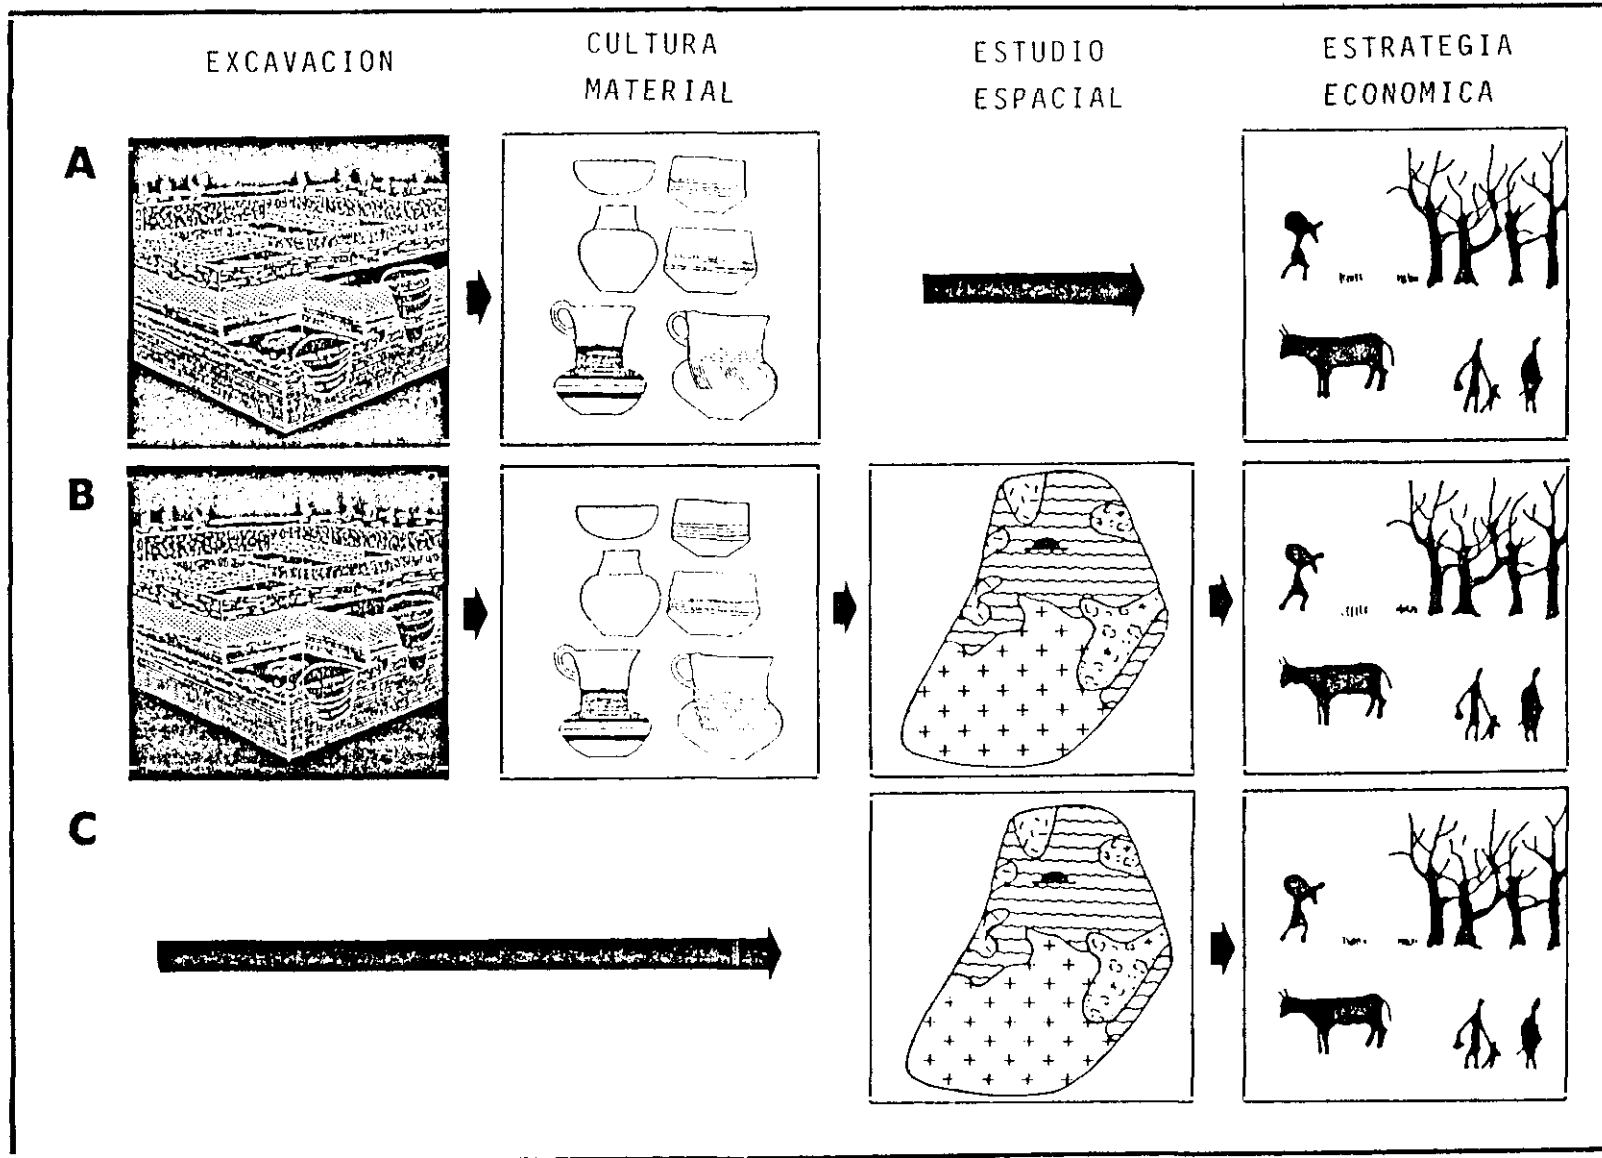 EXCAVACION
CULTURA
MATERIAL
ESTUDIO
ESPACIAL
ESTRATEGIA
ECONOMICA
A
B
C